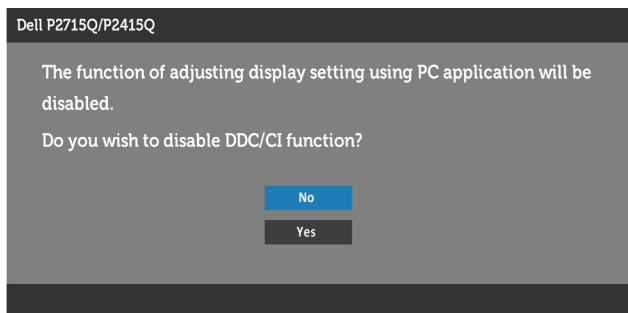 Dell P2715Q/P2415Q
The function of adjusting display setting using PC application will be
disabled.
Do you wish to disable DDC/CI function?
No
Yes